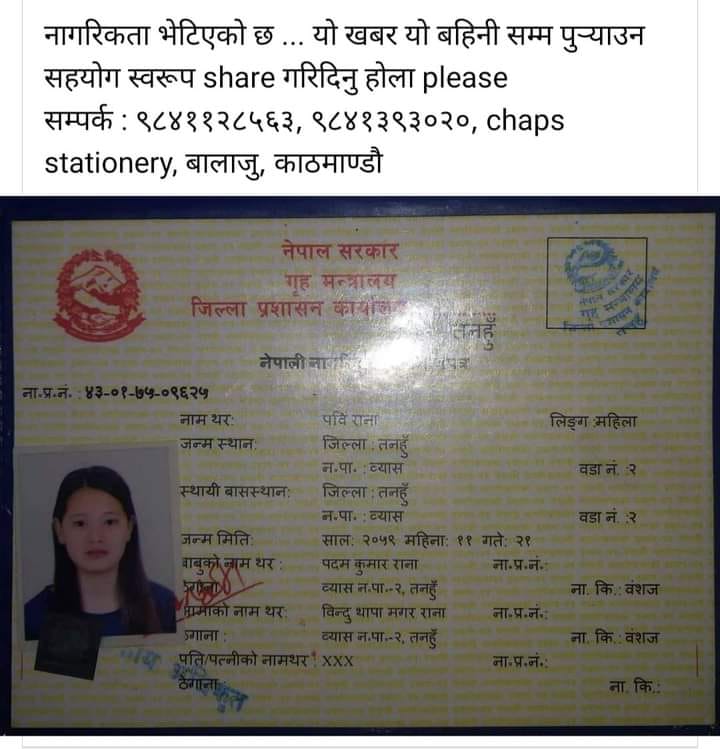 नागरिकता भेटिएको छ ... यो खबर यो बहिनी सम्म पुऱ्याउन
सहयोग स्वरूप share गरिदिनु होला please
सम्पर्क : ९८४११२८५६३, ९८४१३९३०२०, chaps
stationery, बालाजु, काठमाण्डौ
नेपाल सरकार
गृह मन्त्रालय
जिल्ला प्रशासन कार्यालय
तनहुँ
नेपाल सरकार
गृह मन्त्रालय
नेपाली
ना.प्र.नं. : ४३-०१-७५-०९६२५
नाम थर: पवि राना लिङ्ग :महिला
जन्म स्थान: जिल्ला : तनहुँ
न.पा. : व्यास वडा नं. :२
स्थायी बासस्थान: जिल्ला : तनहुँ
न.पा. : व्यास वडा नं. :२
जन्म मिति: साल: २०५९ महिना: ११ गते: २१
बाबुको नाम थर : पदम कुमार राना ना.प्र.नं.:
ठेगाना व्यास न.पा.-२, तनहुँ ना. कि.: वंशज
आमाको नाम थर: विन्दु थापा मगर राना ना.प्र.नं.:
ठेगाना : व्यास न.पा.-२, तनहुँ ना. कि.: वंशज
पति/पत्नीको नामथर : XXX ना.प्र.नं.:
ठेगाना: ना. कि.: